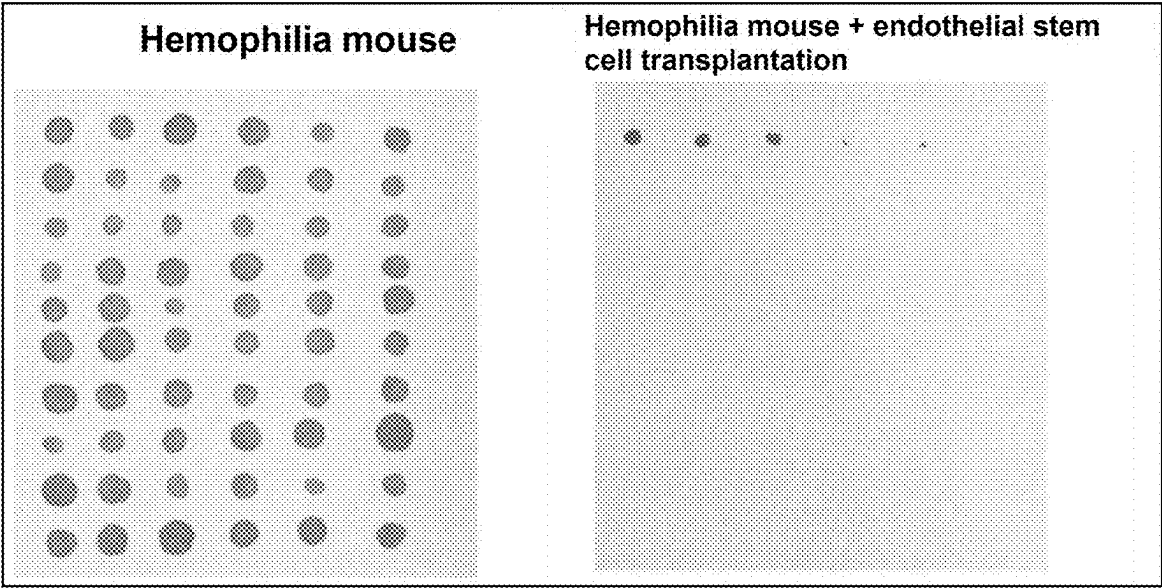 Hemophilia mouse
Hemophilia mouse + endothelial stem
cell transplantation